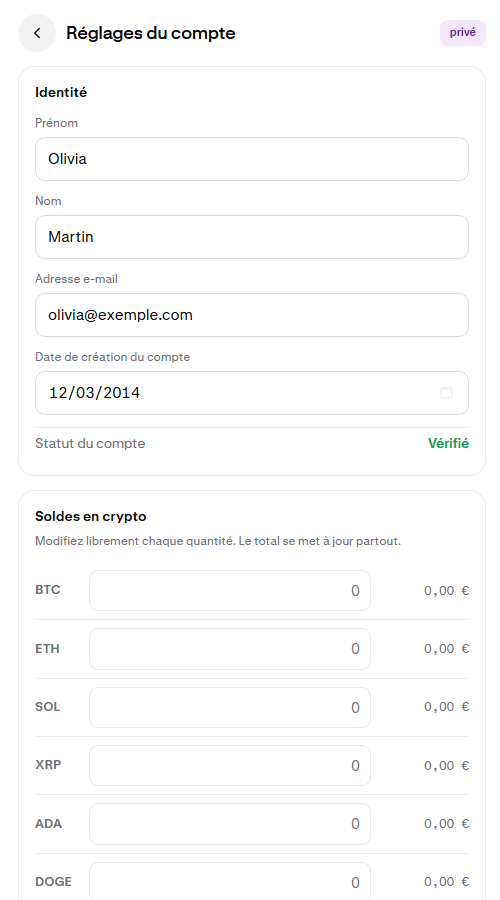 Réglages du compte
privé
Identité
Prénom
Olivia
Nom
Martin
Adresse e-mail
olivia@exemple.com
Date de création du compte
12/03/2014
Statut du compte Vérifié
Soldes en crypto
Modifiez librement chaque quantité. Le total se met à jour partout.
BTC 0 0,00 €
ETH 0 0,00 €
SOL 0 0,00 €
XRP 0 0,00 €
ADA 0 0,00 €
DOGE 0 0,00 €